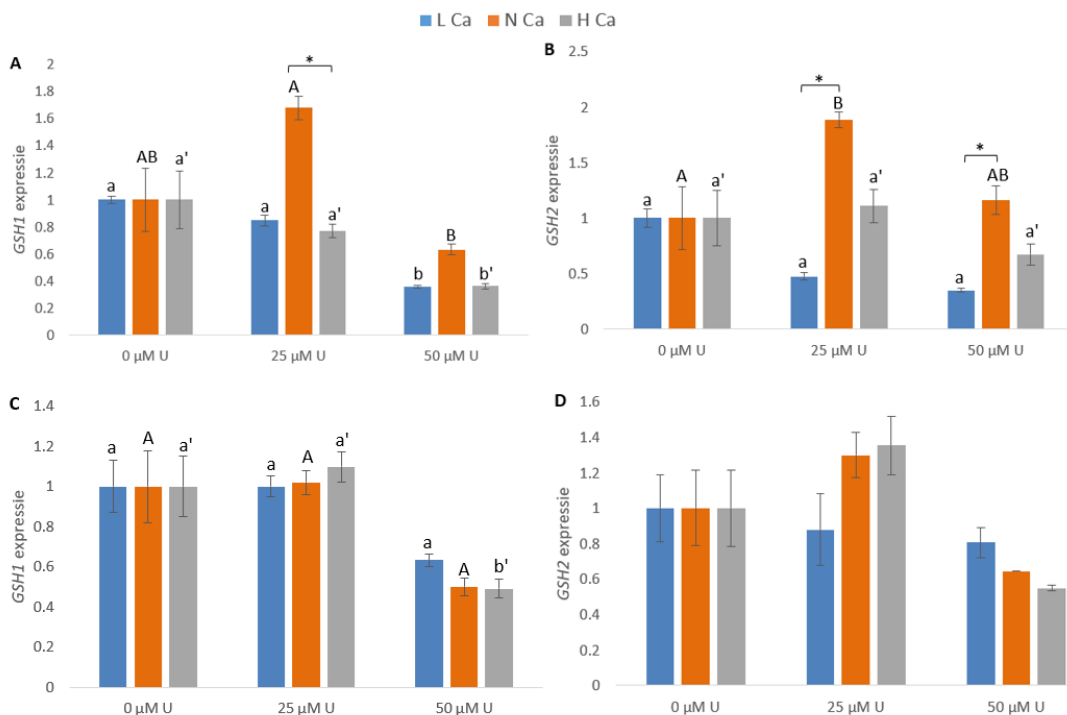 L Ca N Ca H Ca
A
2
1.8
1.6
1.4
1.2
1
0.8
0.6
0.4
0.2
0
GSH1 expressie
a AB a'
a A a'
*
b B b'
0 µM U 25 µM U 50 µM U
B
2.5
2
1.5
1
0.5
0
GSH2 expressie
a A a'
*
a B a'
*
a AB a'
0 µM U 25 µM U 50 µM U
C
1.4
1.2
1
0.8
0.6
0.4
0.2
0
GSH1 expressie
a A a'
a A a'
a A b'
0 µM U 25 µM U 50 µM U
D
1.6
1.4
1.2
1
0.8
0.6
0.4
0.2
0
GSH2 expressie
0 µM U 25 µM U 50 µM U